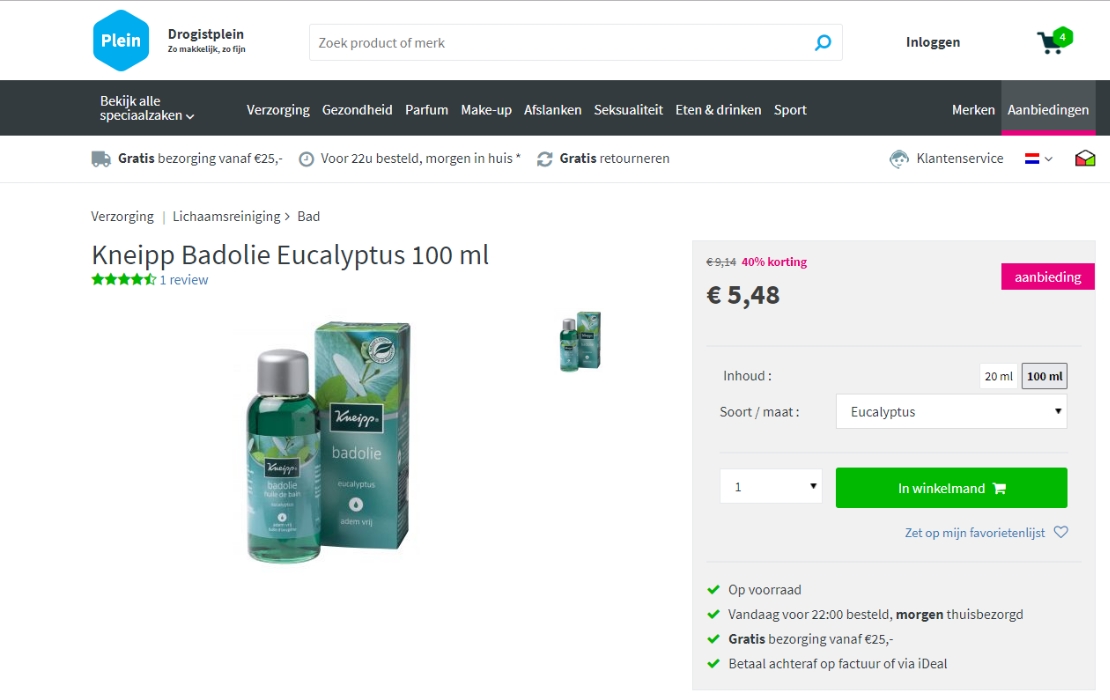 Plein
Drogistplein
Zo makkelijk, zo fijn
Zoek product of merk
Inloggen
4
Bekijk alle
speciaalzaken
Verzorging Gezondheid Parfum Make-up Afslanken Seksualiteit Eten & drinken Sport
Merken Aanbiedingen
Gratis bezorging vanaf €25,- Voor 22u besteld, morgen in huis * Gratis retourneren
Klantenservice
Verzorging | Lichaamsreiniging > Bad
Kneipp Badolie Eucalyptus 100 ml
1 review
Kneipp®
badolie
eucalyptus
adem vrij
Kneipp
badolie
huile de bain
€ 9,14 40% korting
aanbieding
€ 5,48
Inhoud : 20 ml 100 ml
Soort / maat : Eucalyptus
1 In winkelmand
Zet op mijn favorietenlijst
Op voorraad
Vandaag voor 22:00 besteld, morgen thuisbezorgd
Gratis bezorging vanaf €25,-
Betaal achteraf op factuur of via iDeal